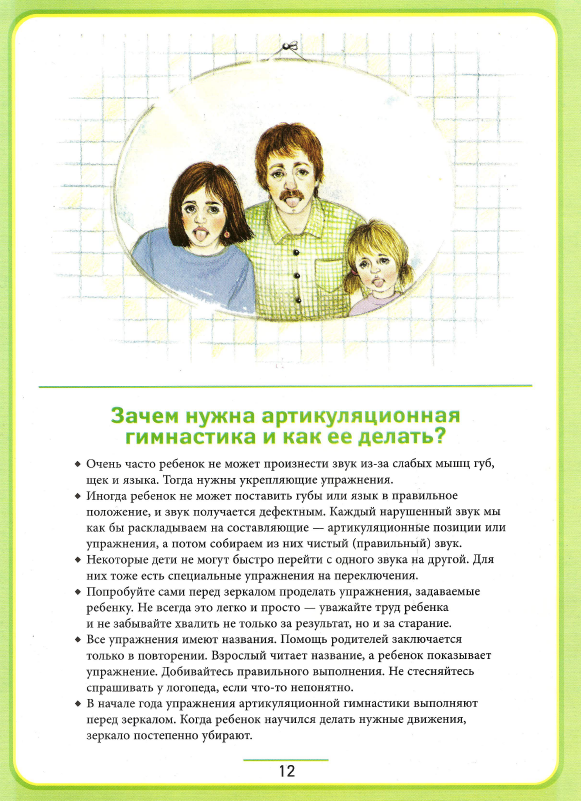 Зачем нужна артикуляционная
гимнастика и как ее делать?
◆ Очень часто ребенок не может произнести звук из-за слабых мышц губ,
щек и языка. Тогда нужны укрепляющие упражнения.
◆ Иногда ребенок не может поставить губы или язык в правильное
положение, и звук получается дефектным. Каждый нарушенный звук мы
как бы раскладываем на составляющие — артикуляционные позиции или
упражнения, а потом собираем из них чистый (правильный) звук.
◆ Некоторые дети не могут быстро перейти с одного звука на другой. Для
них тоже есть специальные упражнения на переключения.
◆ Попробуйте сами перед зеркалом проделать упражнения, задаваемые
ребенку. Не всегда это легко и просто — уважайте труд ребенка
и не забывайте хвалить не только за результат, но и за старание.
◆ Все упражнения имеют названия. Помощь родителей заключается
только в повторении. Взрослый читает название, а ребенок показывает
упражнение. Добивайтесь правильного выполнения. Не стесняйтесь
спрашивать у логопеда, если что-то непонятно.
◆ В начале года упражнения артикуляционной гимнастики выполняют
перед зеркалом. Когда ребенок научился делать нужные движения,
зеркало постепенно убирают.
12